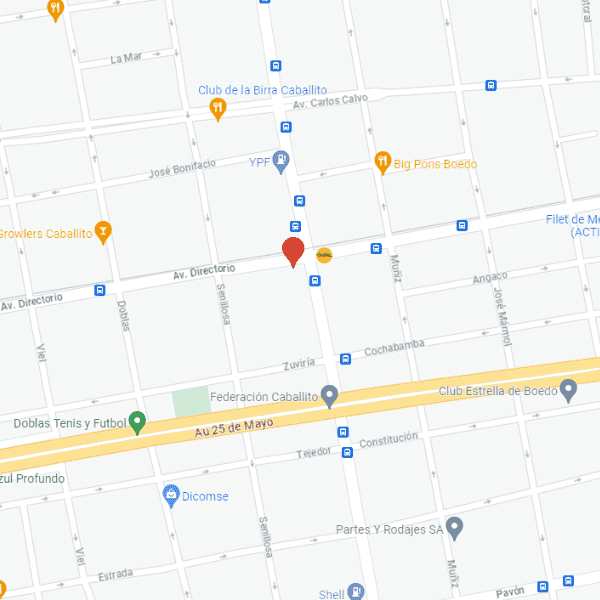 La Mar
Club de la Birra Caballito
Av. Carlos Calvo
José Bonifacio
YPF
Big Pons Boedo
Growlers Caballito
Filet de Me
(ACTI
Av. Directorio
Av. Directorio
Muñiz
Angaco
Doblas
Senillosa
José Mármol
Viel
Zuviría
Cochabamba
Federación Caballito
Club Estrella de Boedo
Doblas Tenis y Futbol
Au 25 de Mayo
Tejedor
Constitución
zul Profundo
Dicomse
Partes Y Rodajes SA
Senillosa
Viel
Estrada
Muñiz
Shell
Pavón